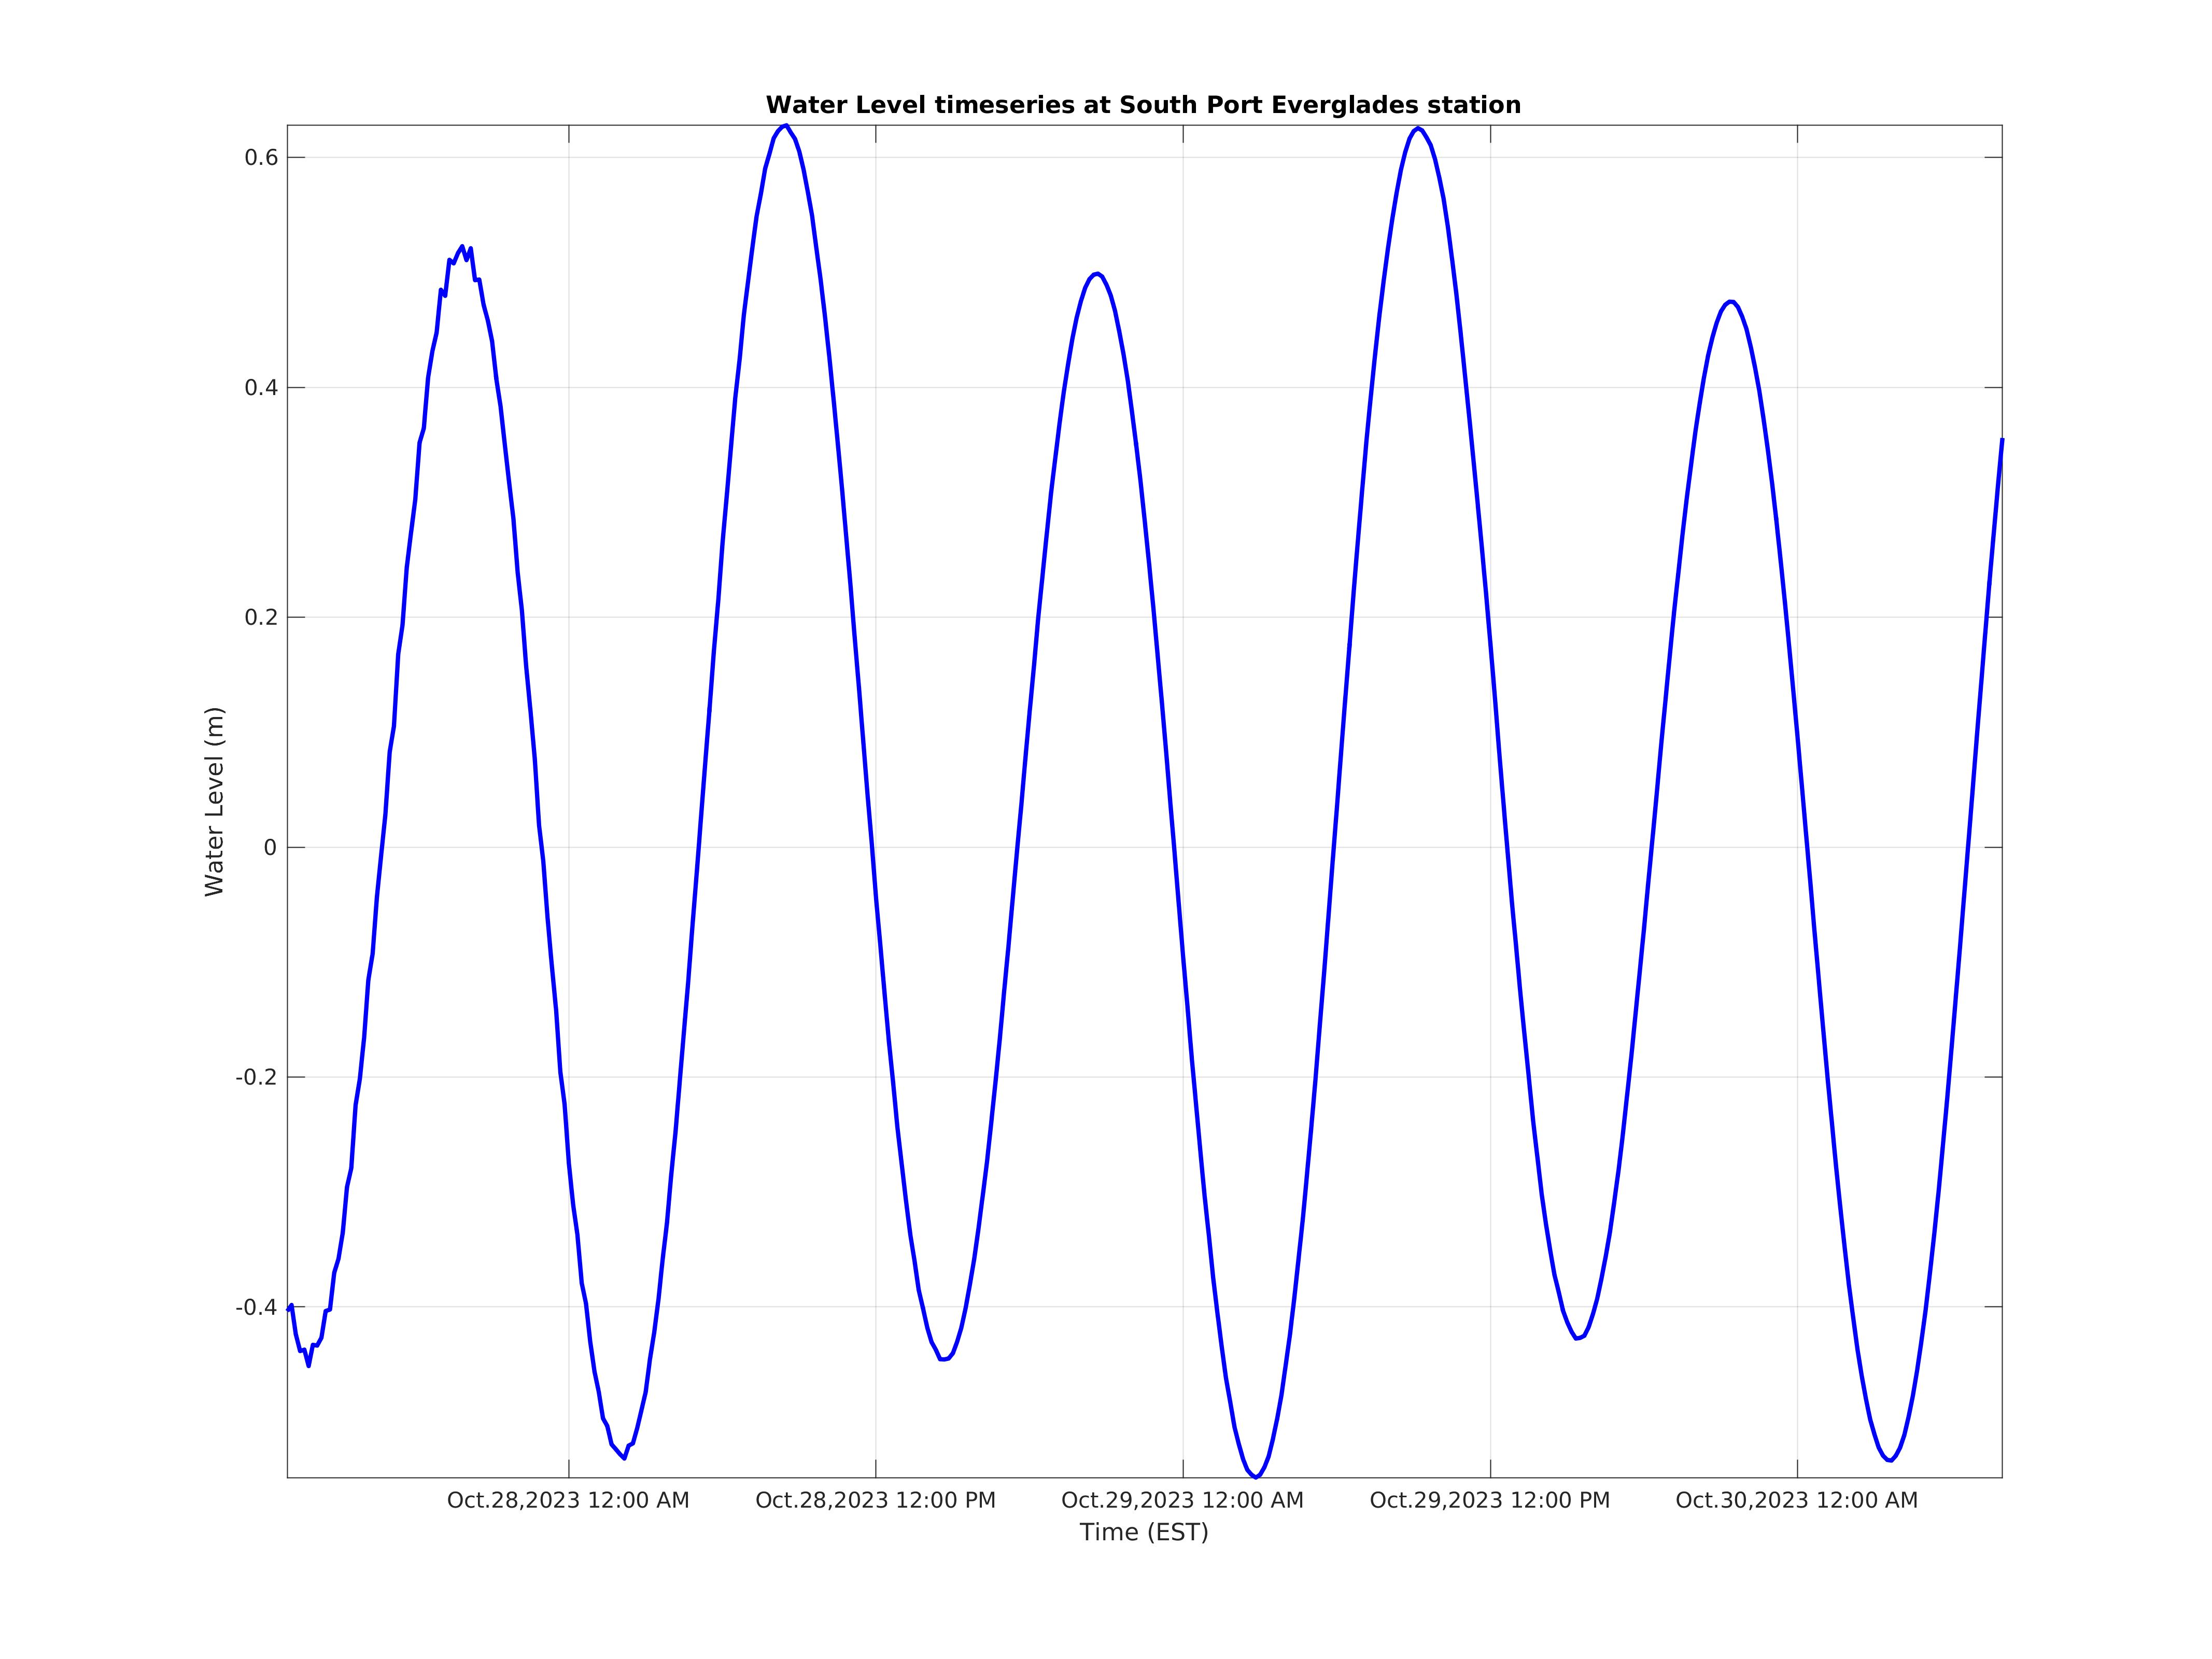 Water Level timeseries at South Port Everglades station
0.6
0.4
0.2
0
-0.2
-0.4
Water Level (m)
Oct.28,2023 12:00 AM Oct.28,2023 12:00 PM Oct.29,2023 12:00 AM Oct.29,2023 12:00 PM Oct.30,2023 12:00 AM
Time (EST)